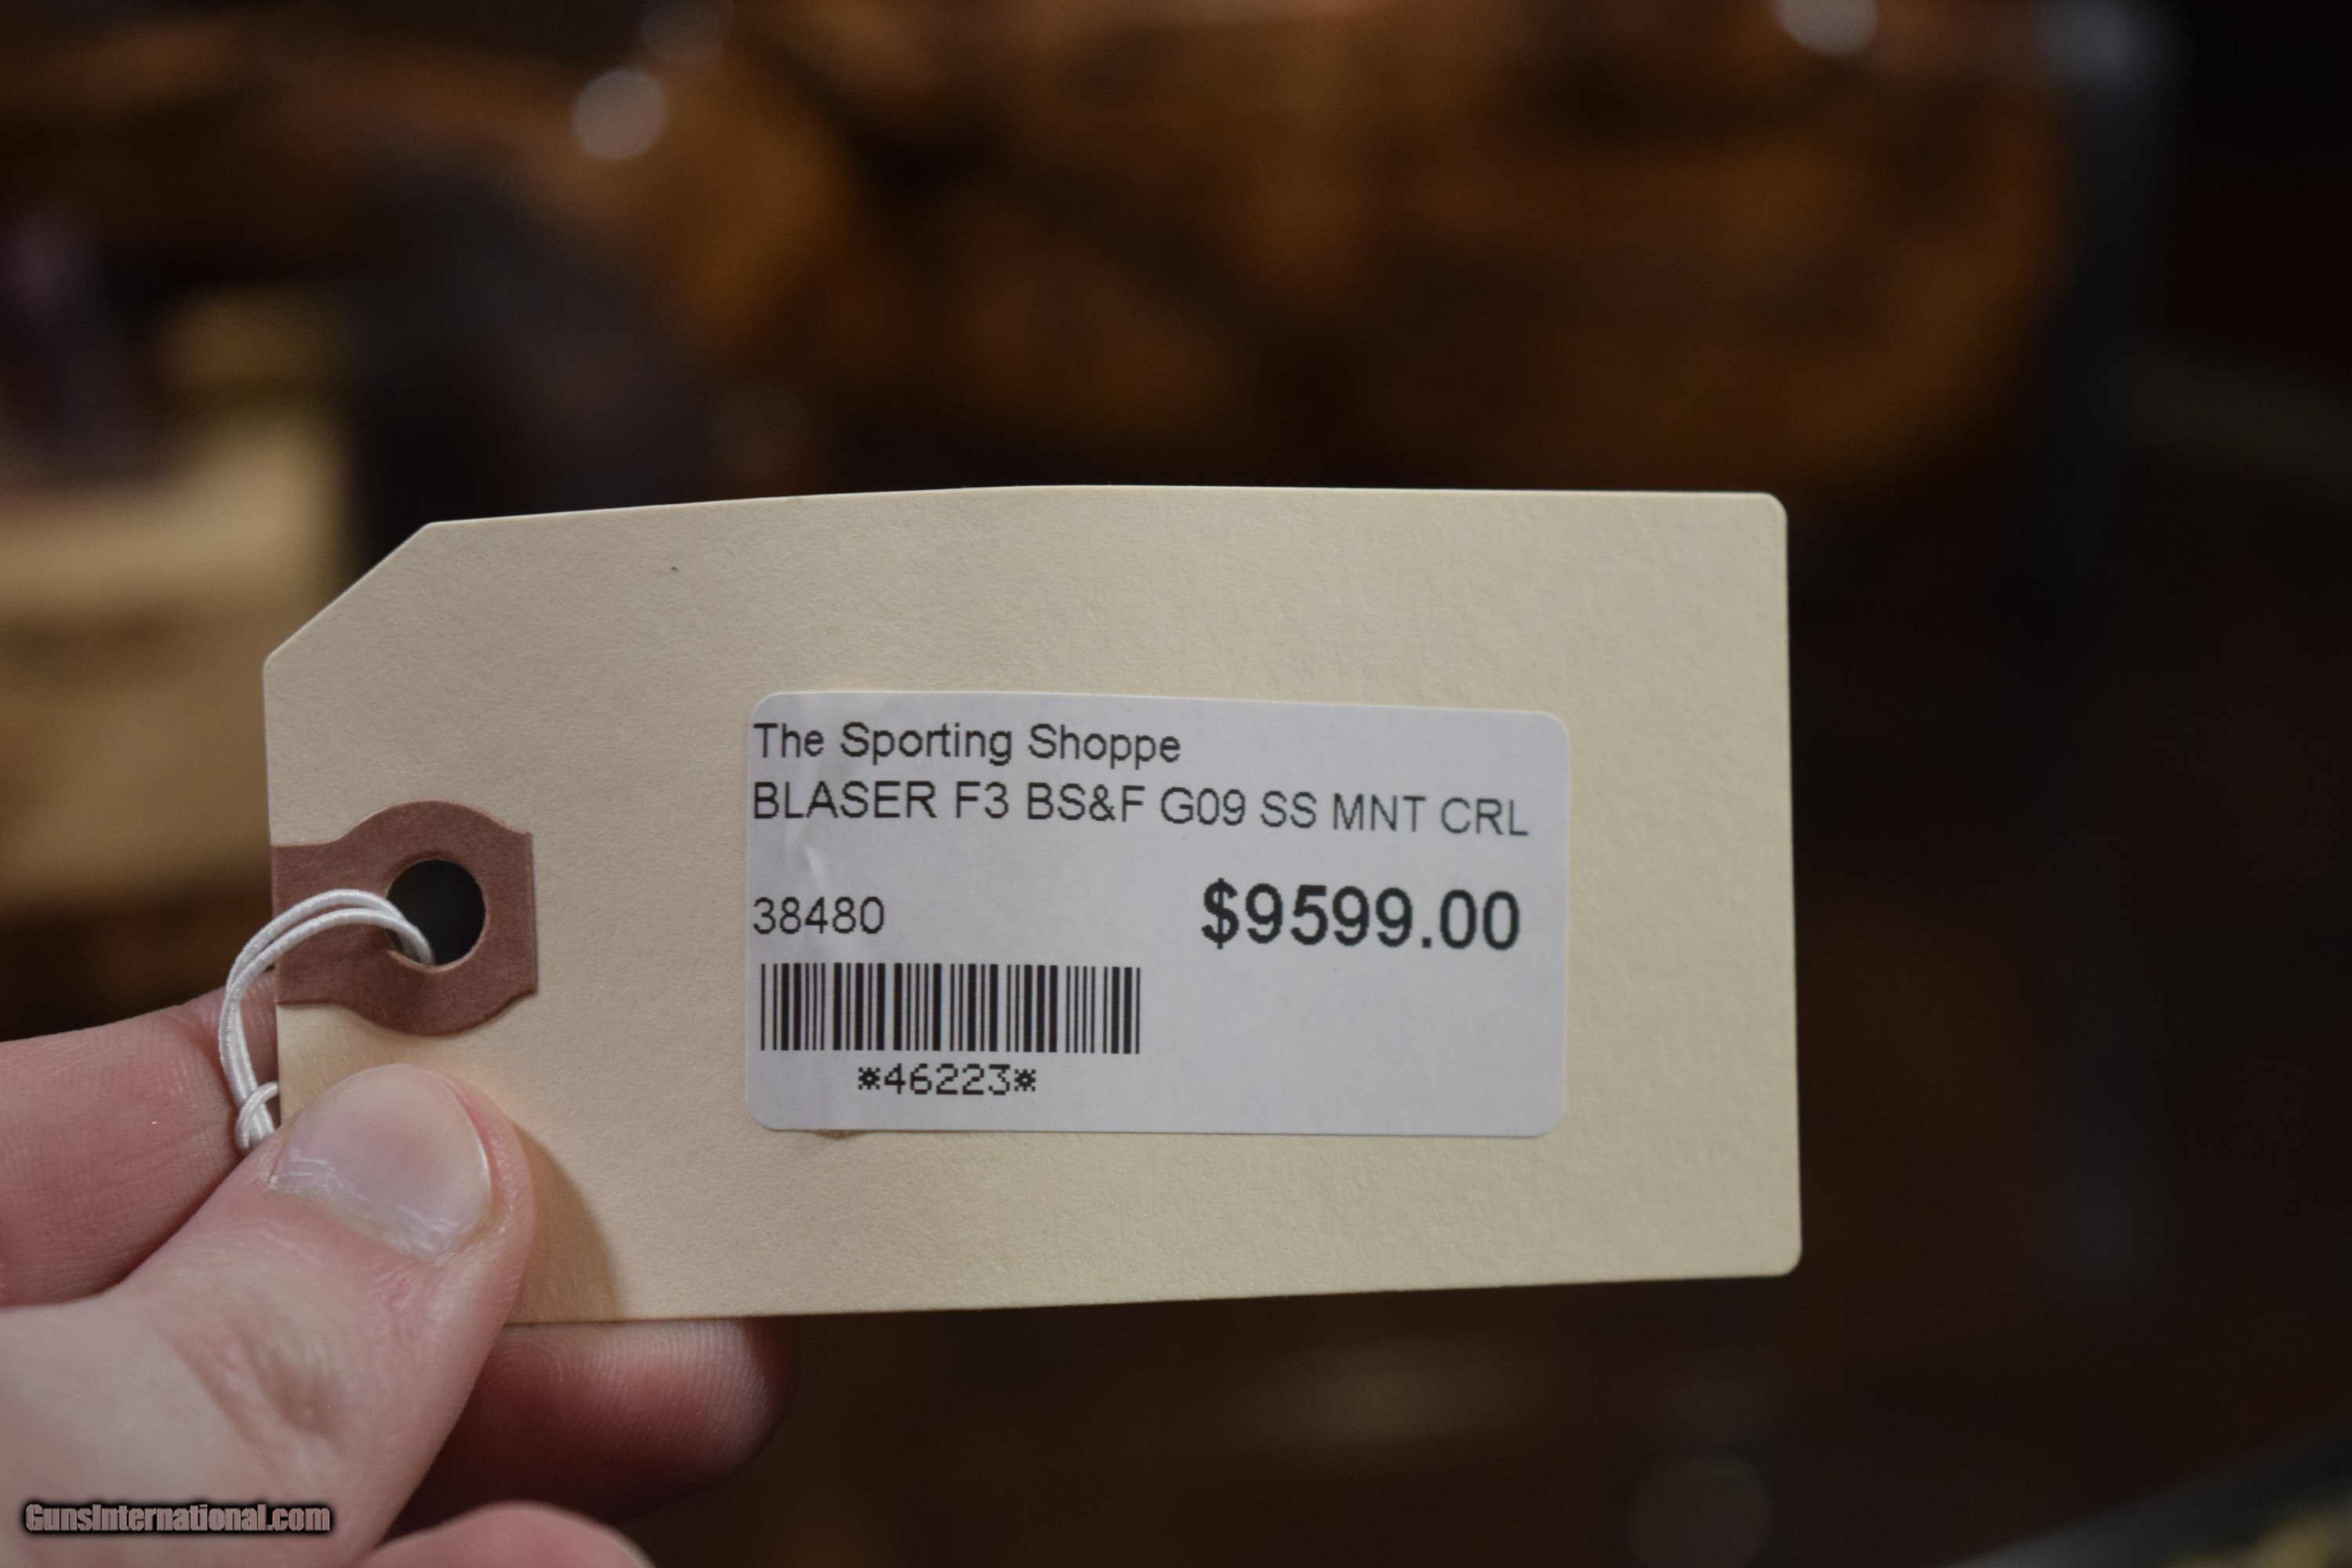 The Sporting Shoppe
BLASER F3 BS&F G09 SS MNT CRL
38480 $9599.00
*46223*
GunsInternational.com